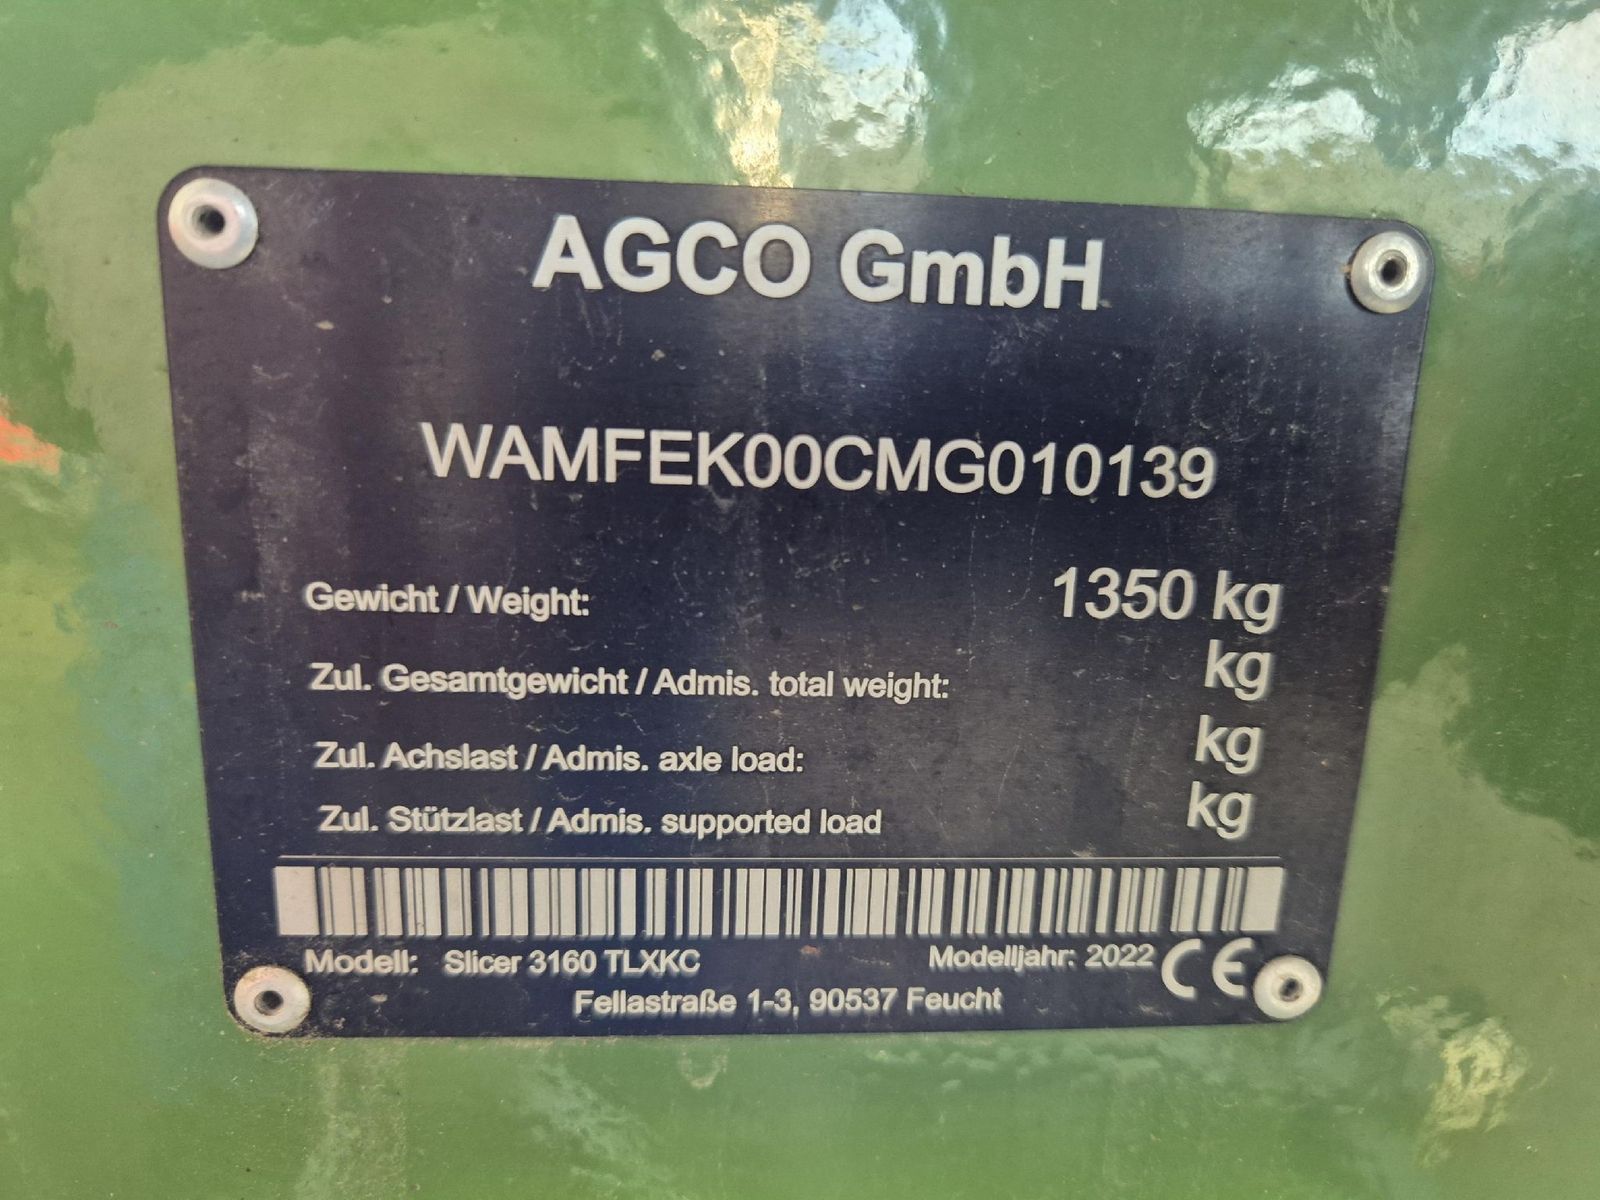 AGCO GmbH
WAMFEK00CMG010139
Gewicht / Weight: 1350 kg
Zul. Gesamtgewicht / Admis. total weight: kg
Zul. Achslast / Admis. axle load: kg
Zul. Stützlast / Admis. supported load kg
Modell: Slicer 3160 TLXKC Modelljahr: 2022 CE
Fellastraße 1-3, 90537 Feucht